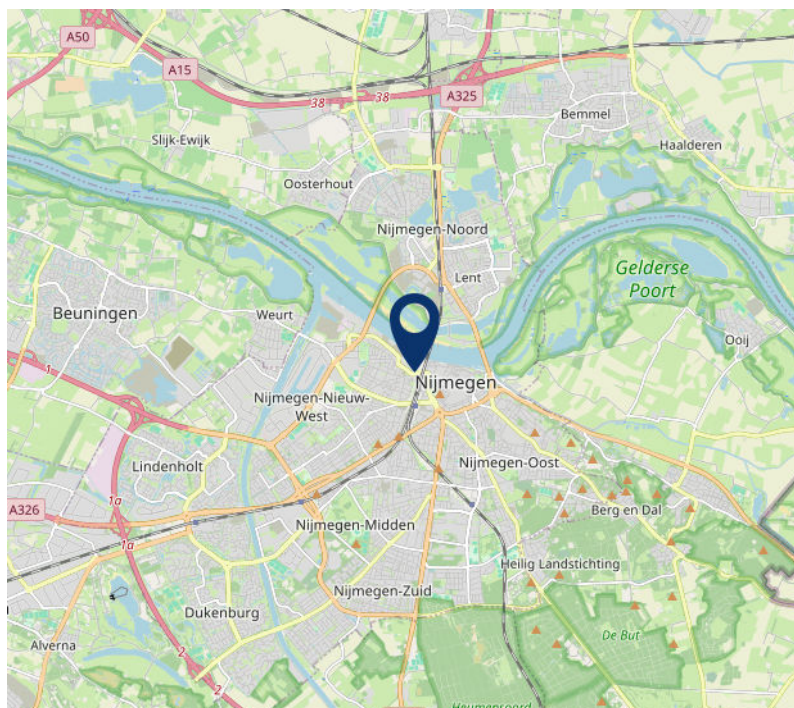 A50
A15
38
38
A325
Bemmel
Slijk-Ewijk
Haalderen
Oosterhout
Nijmegen-Noord
Gelderse
Poort
Lent
Beuningen
Weurt
Ooij
1
Nijmegen
Nijmegen-Nieuw-
West
Lindenholt
Nijmegen-Oost
1a
A326
Berg en Dal
Nijmegen-Midden
1a
Heilig Landstichting
Nijmegen-Zuid
Dukenburg
De But
Alverna
2
2
Heumensoord